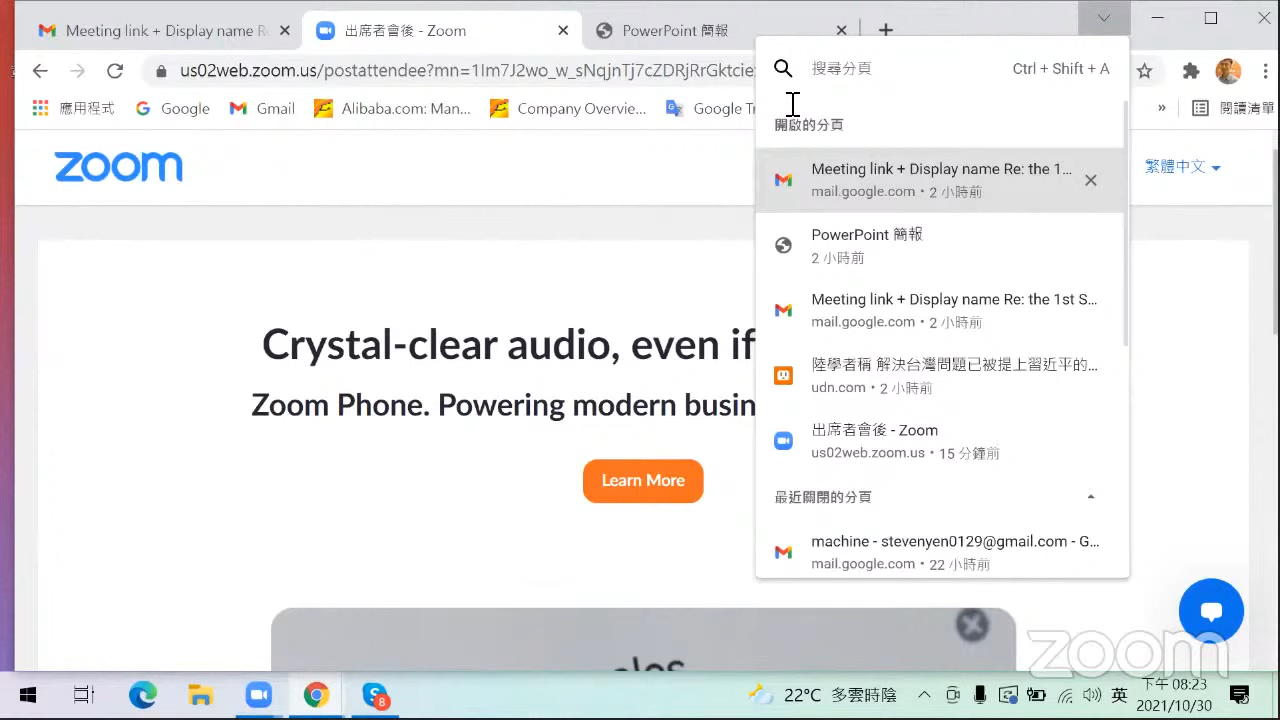 Meeting link + Display name Re
出席者會後 - Zoom
PowerPoint 簡報
us02web.zoom.us/postattendee?mn=1Im7J2wo_w_sNqjnTj7cZDRjRrGktcie
應用程式
Google
Gmail
Alibaba.com: Man...
Company Overvie...
Google T
»
閱讀清單
搜尋分頁
Ctrl + Shift + A
開啟的分頁
Meeting link + Display name Re: the 1...
mail.google.com • 2 小時前
PowerPoint 簡報
2 小時前
Meeting link + Display name Re: the 1st S...
mail.google.com • 2 小時前
陸學者稱 解決台灣問題已被提上習近平的...
udn.com • 2 小時前
出席者會後 - Zoom
us02web.zoom.us • 15 分鐘前
最近關閉的分頁
machine - stevenyen0129@gmail.com - G...
mail.google.com • 22 小時前
zoom
繁體中文
Crystal-clear audio, even if
Zoom Phone. Powering modern busin
Learn More
zoom
8
22°C 多雲時陰
英
下午 08:23
2021/10/30